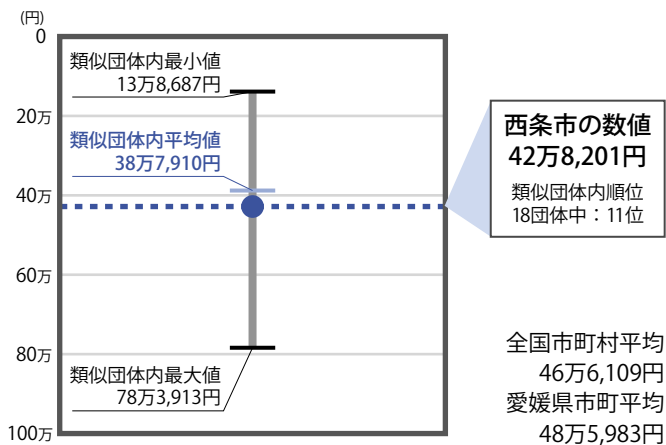 (円)
0
20万
40万
60万
80万
100万
類似団体内最小値
13万8,687円
類似団体内平均値
38万7,910円
類似団体内最大値
78万3,913円
西条市の数値
42万8,201円
類似団体内順位
18団体中：11位
全国市町村平均
46万6,109円
愛媛県市町平均
48万5,983円